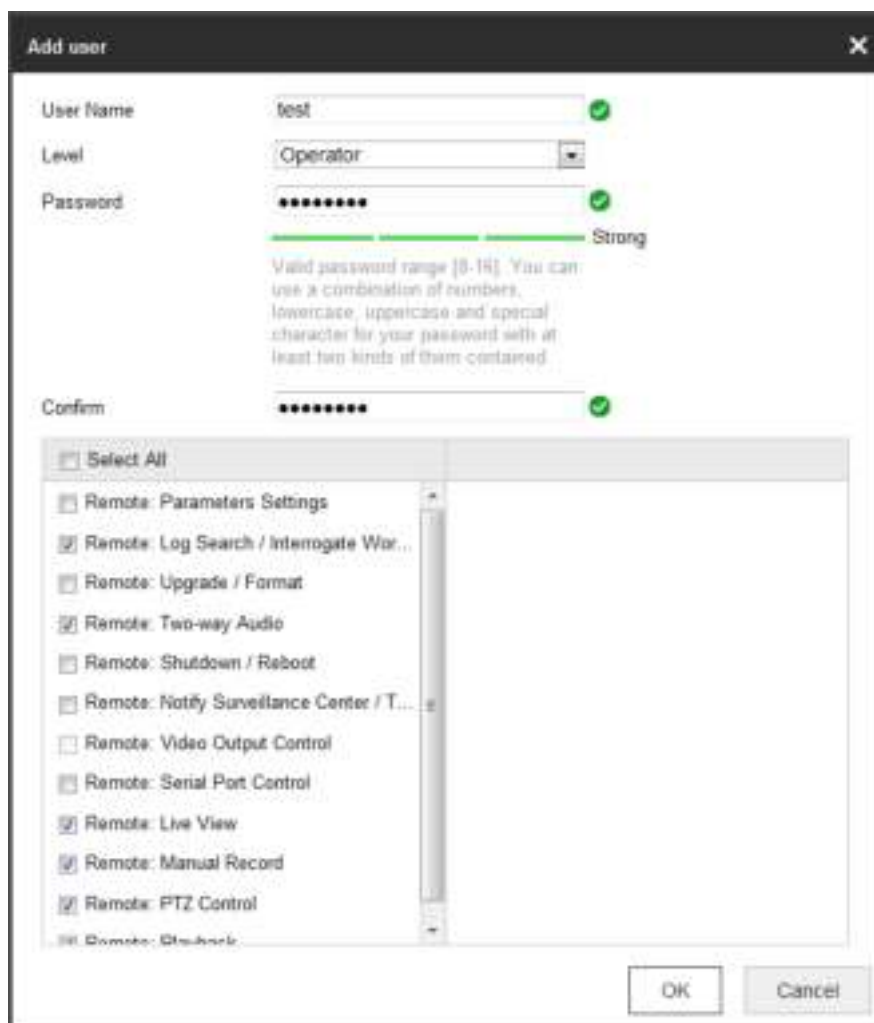 Add user
User Name
test
Level
Operator
Password
●●●●●●●●
Strong
Valid password range [8-16]. You can
use a combination of numbers,
lowercase, uppercase and special
character for your password with at
least two kinds of them contained
Confirm
●●●●●●●●
Select All
Remote: Parameters Settings
Remote: Log Search / Interrogate Wor...
Remote: Upgrade / Format
Remote: Two-way Audio
Remote: Shutdown / Reboot
Remote: Notify Surveillance Center / T...
Remote: Video Output Control
Remote: Serial Port Control
Remote: Live View
Remote: Manual Record
Remote: PTZ Control
Remote: Playback
OK
Cancel